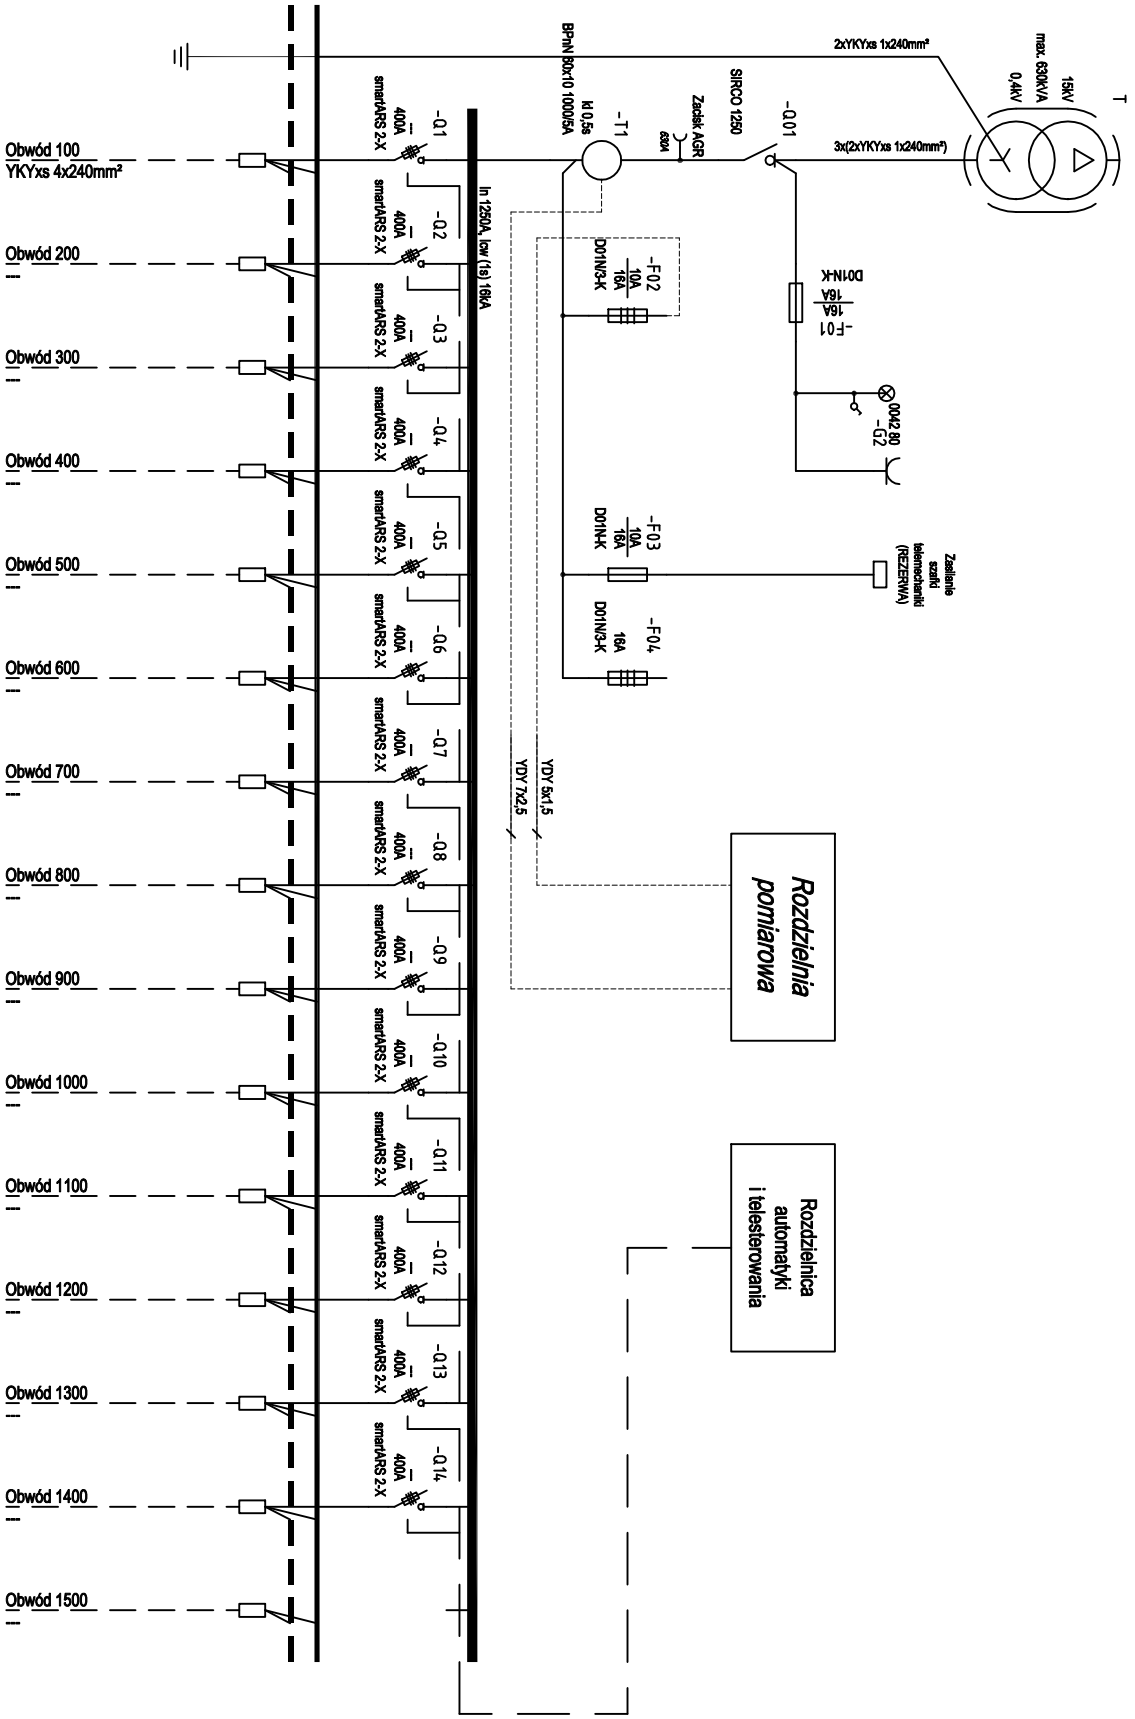 T
15kV
max. 630kVA
0,4kV
2xYKYxs 1x240mm²
3x(2xYKYxs 1x240mm²)
-Q01
SIRCO 1250
Zacisk AGR
630A
-T1
kl 0,5s
BPnN 60x10 1000/5A
-F01
16A
16A
D01N-K
0042 80
-G2
-F02
10A
16A
D01N/3-K
-F03
10A
16A
D01N-K
-F04
16A
D01N/3-K
Zasilanie
szafki
telemechaniki
(REZERWA)
YDY 5x1,5
YDY 7x2,5
Rozdzielnia
pomiarowa
Rozdzielnica
automatyki
i telesterowania
In 1250A, Icw (1s) 16kA
-Q1
---
400A
smartARS 2-X
-Q2
---
400A
smartARS 2-X
-Q3
---
400A
smartARS 2-X
-Q4
---
400A
smartARS 2-X
-Q5
---
400A
smartARS 2-X
-Q6
---
400A
smartARS 2-X
-Q7
---
400A
smartARS 2-X
-Q8
---
400A
smartARS 2-X
-Q9
---
400A
smartARS 2-X
-Q10
---
400A
smartARS 2-X
-Q11
---
400A
smartARS 2-X
-Q12
---
400A
smartARS 2-X
-Q13
---
400A
smartARS 2-X
-Q14
---
400A
smartARS 2-X
Obwód 100
YKYxs 4x240mm²
Obwód 200
---
Obwód 300
---
Obwód 400
---
Obwód 500
---
Obwód 600
---
Obwód 700
---
Obwód 800
---
Obwód 900
---
Obwód 1000
---
Obwód 1100
---
Obwód 1200
---
Obwód 1300
---
Obwód 1400
---
Obwód 1500
---